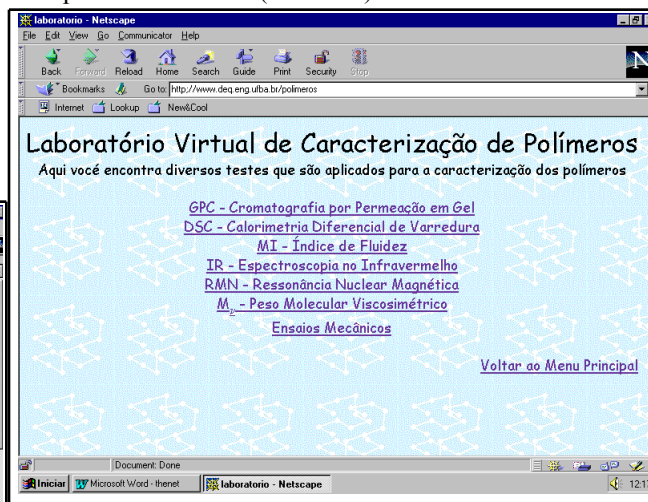 laboratorio - Netscape
File Edit View Go Communicator Help
Back Forward Reload Home Search Guide Print Security Stop
N
Bookmarks Go to: http://www.deq.eng.ufba.br/polimeros
Internet Lookup New&Cool
Laboratório Virtual de Caracterização de Polímeros
Aqui você encontra diversos testes que são aplicados para a caracterização dos polímeros
GPC - Cromatografia por Permeação em Gel
DSC - Calorimetria Diferencial de Varredura
MI - Índice de Fluidez
IR - Espectroscopia no Infravermelho
RMN - Ressonância Nuclear Magnética
Mv - Peso Molecular Viscosimétrico
Ensaios Mecânicos
Voltar ao Menu Principal
Document: Done
Iniciar Microsoft Word - thenet laboratorio - Netscape